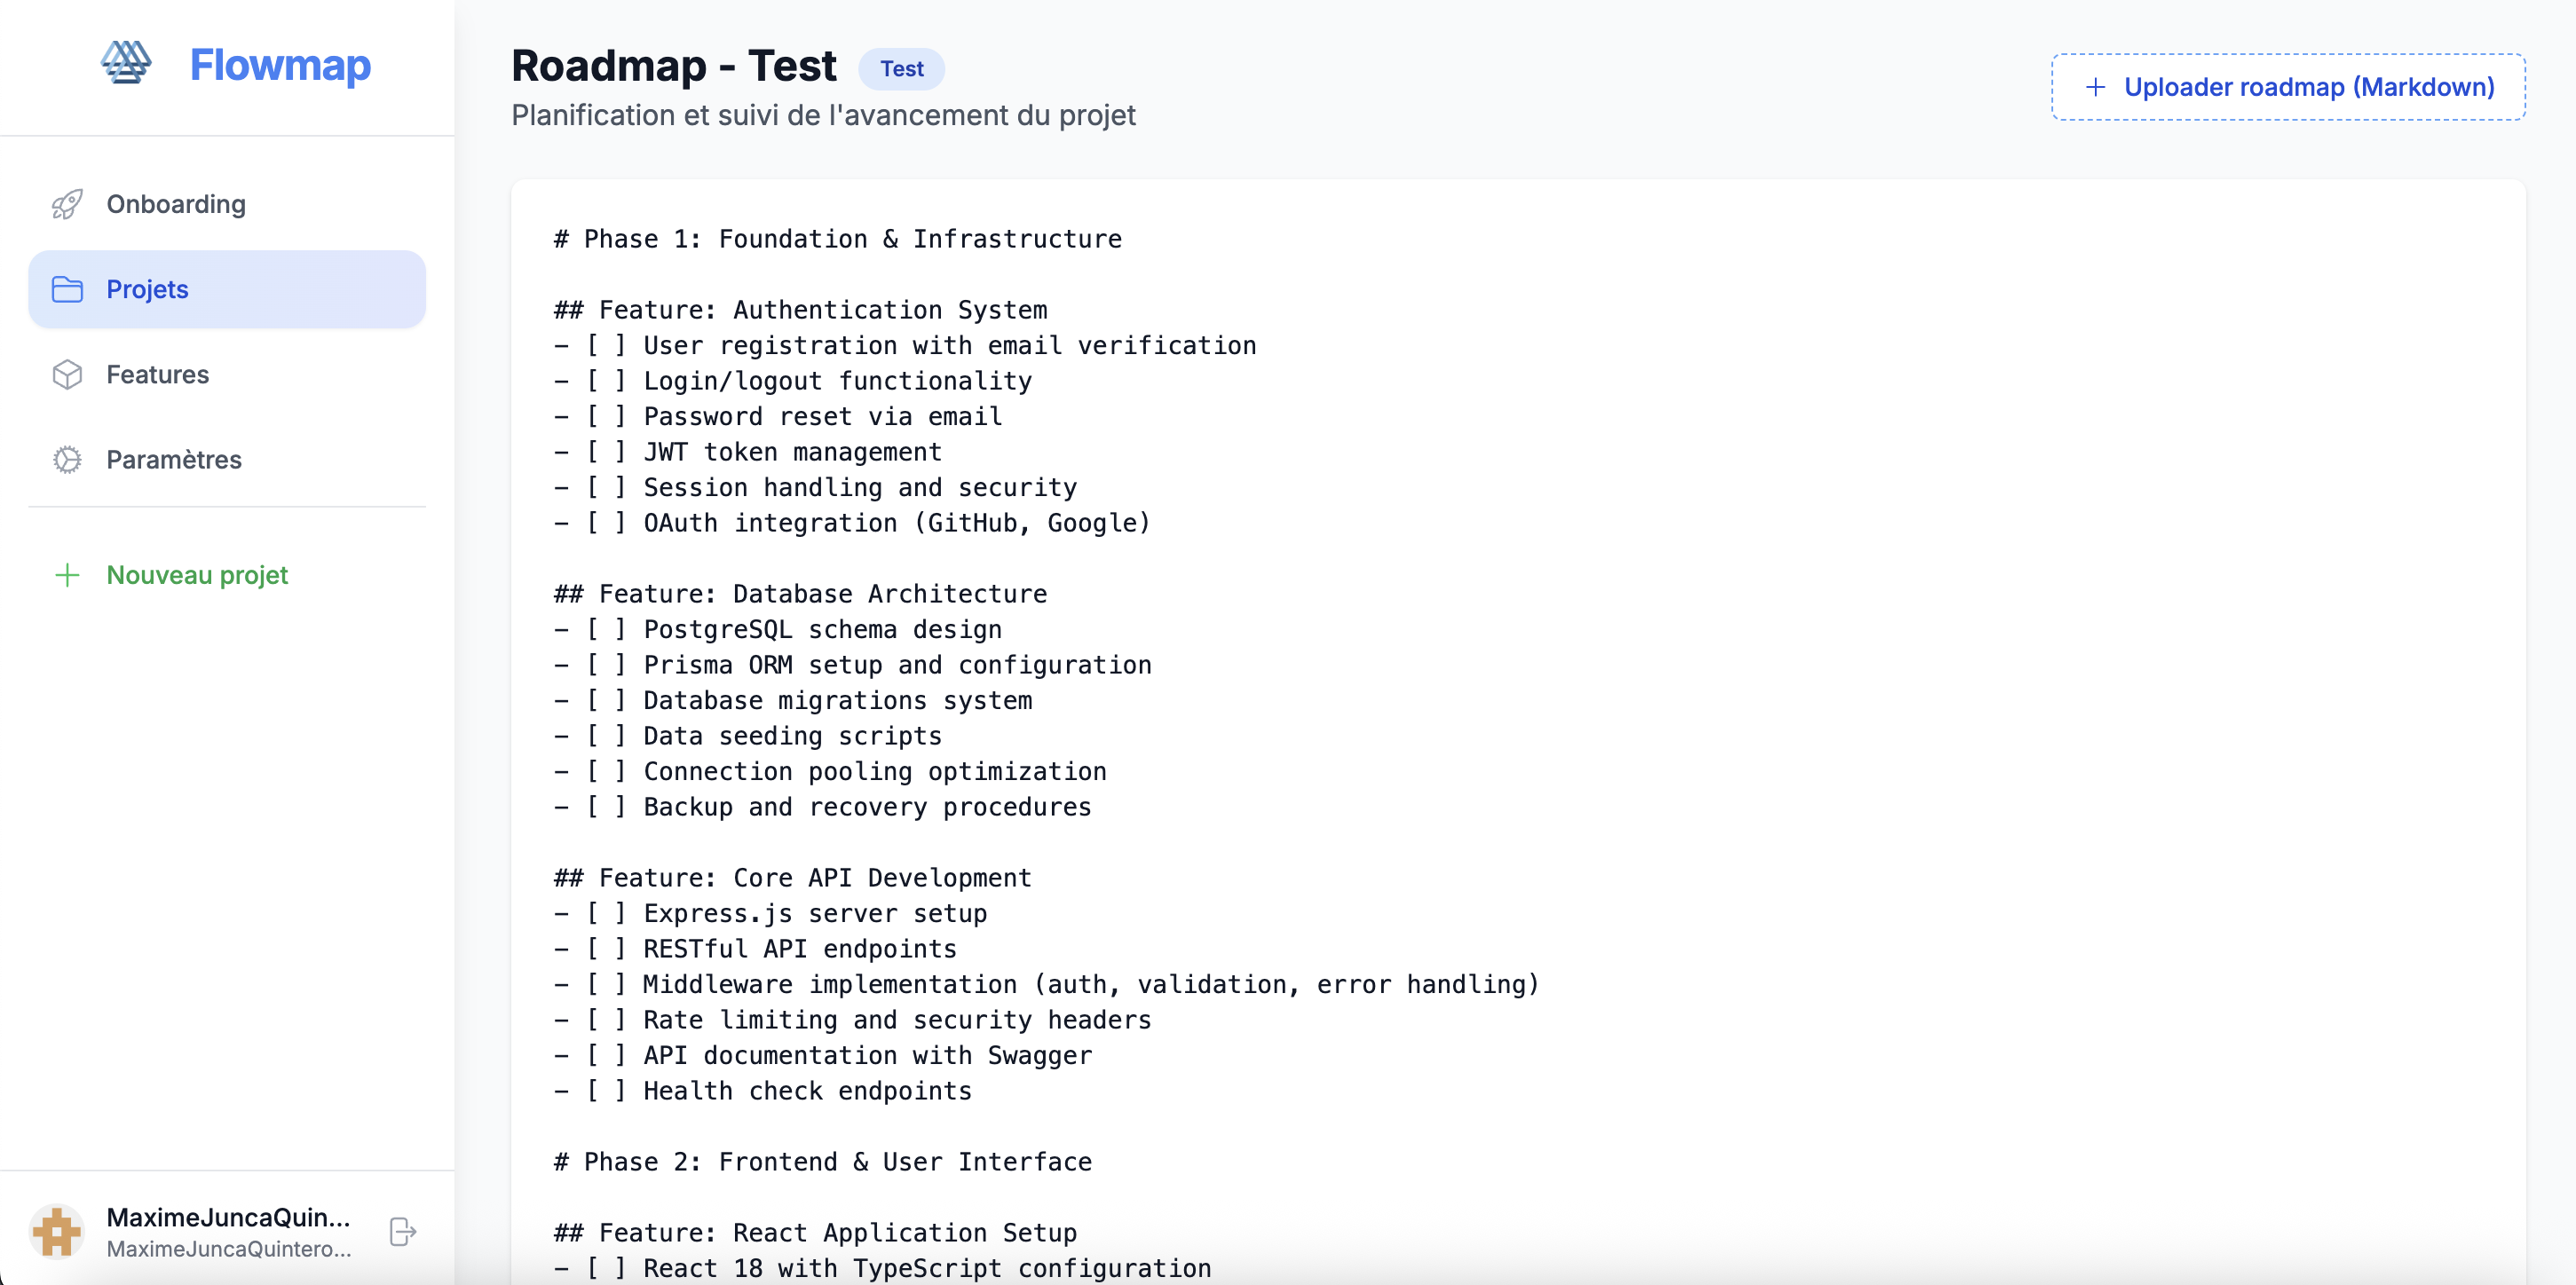 Flowmap
Onboarding
Projets
Features
Paramètres
Nouveau projet
MaximeJuncaQuin...
MaximeJuncaQuintero...
Roadmap - Test
Test
Planification et suivi de l'avancement du projet
+ Uploader roadmap (Markdown)
# Phase 1: Foundation & Infrastructure
## Feature: Authentication System
- [ ] User registration with email verification
- [ ] Login/logout functionality
- [ ] Password reset via email
- [ ] JWT token management
- [ ] Session handling and security
- [ ] OAuth integration (GitHub, Google)
## Feature: Database Architecture
- [ ] PostgreSQL schema design
- [ ] Prisma ORM setup and configuration
- [ ] Database migrations system
- [ ] Data seeding scripts
- [ ] Connection pooling optimization
- [ ] Backup and recovery procedures
## Feature: Core API Development
- [ ] Express.js server setup
- [ ] RESTful API endpoints
- [ ] Middleware implementation (auth, validation, error handling)
- [ ] Rate limiting and security headers
- [ ] API documentation with Swagger
- [ ] Health check endpoints
# Phase 2: Frontend & User Interface
## Feature: React Application Setup
- [ ] React 18 with TypeScript configuration